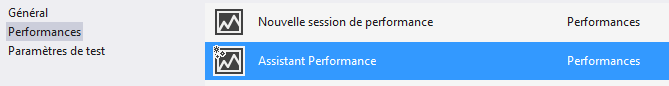 Général
Performances
Paramètres de test
Nouvelle session de performance Performances
Assistant Performance Performances